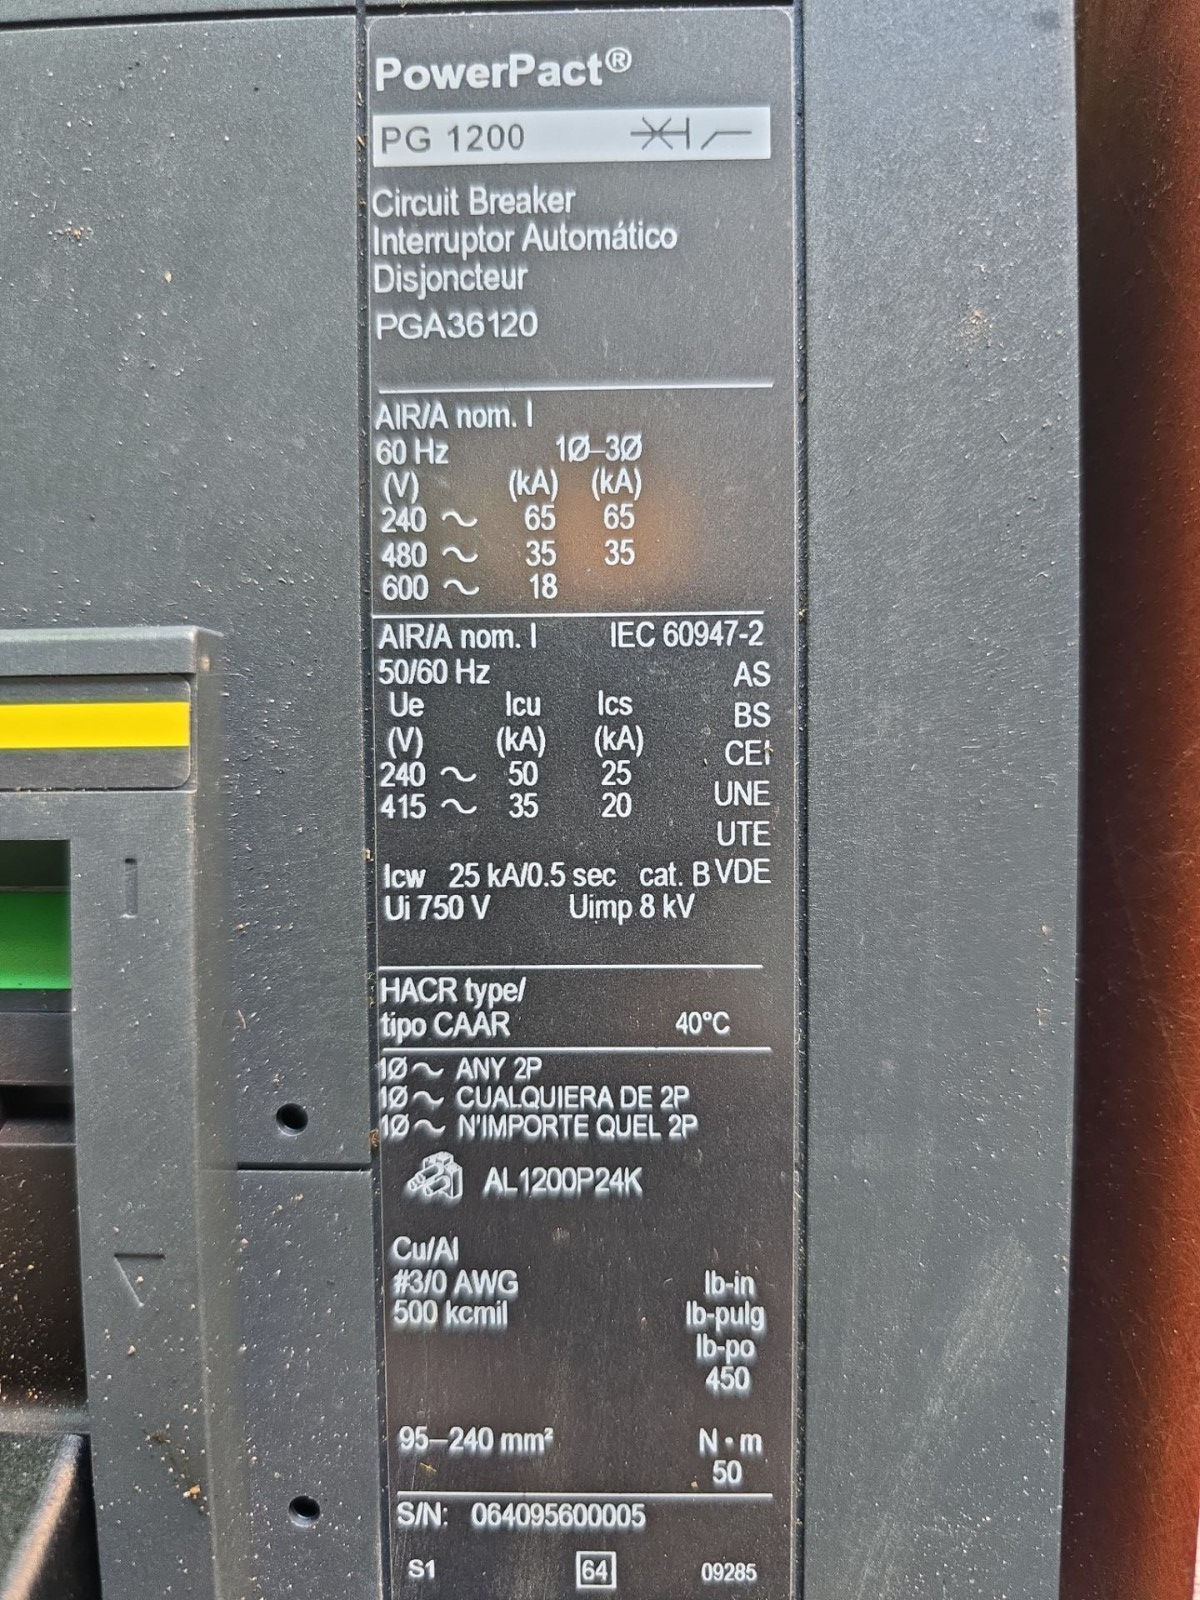 PowerPact®
PG 1200
Circuit Breaker
Interruptor Automático
Disjoncteur
PGA36120
AIR/A nom. I
60 Hz 1Ø–3Ø
(V) (kA) (kA)
240 ~ 65 65
480 ~ 35 35
600 ~ 18
AIR/A nom. I IEC 60947-2
50/60 Hz AS
Ue Icu Ics BS
(V) (kA) (kA) CEI
240 ~ 50 25 UNE
415 ~ 35 20 UTE
Icw 25 kA/0.5 sec cat. B VDE
Ui 750 V Uimp 8 kV
HACR type/
tipo CAAR 40°C
1Ø ~ ANY 2P
1Ø ~ CUALQUIERA DE 2P
1Ø ~ N'IMPORTE QUEL 2P
AL1200P24K
Cu/Al
#3/0 AWG lb-in
500 kcmil lb-pulg
lb-po
450
95–240 mm² N·m
50
S/N: 064095600005
S1 64 09285